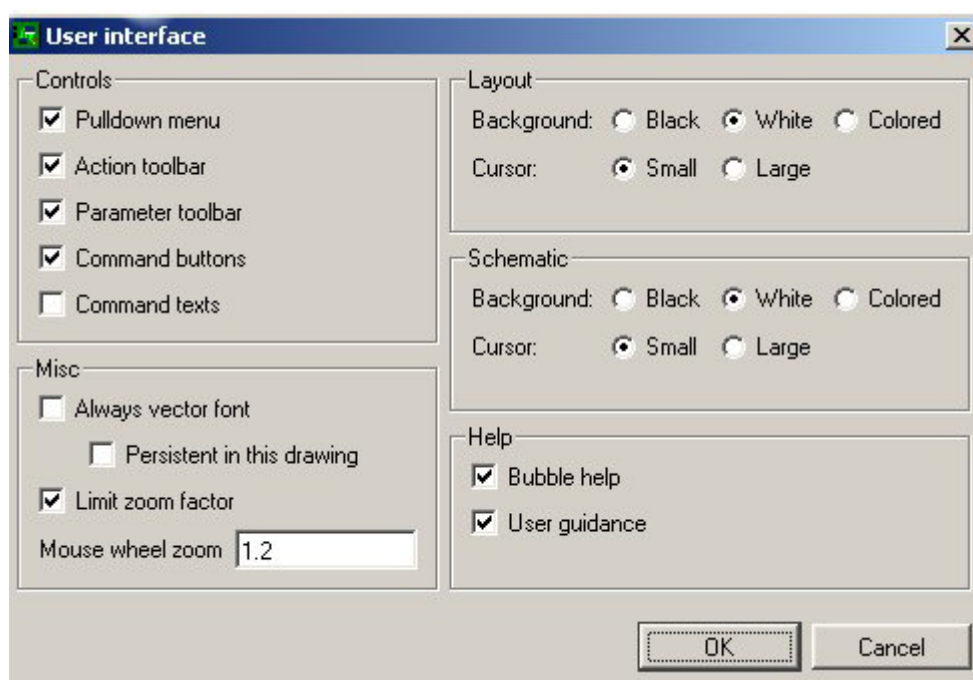 User interface
Controls
Pulldown menu
Action toolbar
Parameter toolbar
Command buttons
Command texts
Misc
Always vector font
Persistent in this drawing
Limit zoom factor
Mouse wheel zoom 1.2
Layout
Background: Black White Colored
Cursor: Small Large
Schematic
Background: Black White Colored
Cursor: Small Large
Help
Bubble help
User guidance
OK Cancel